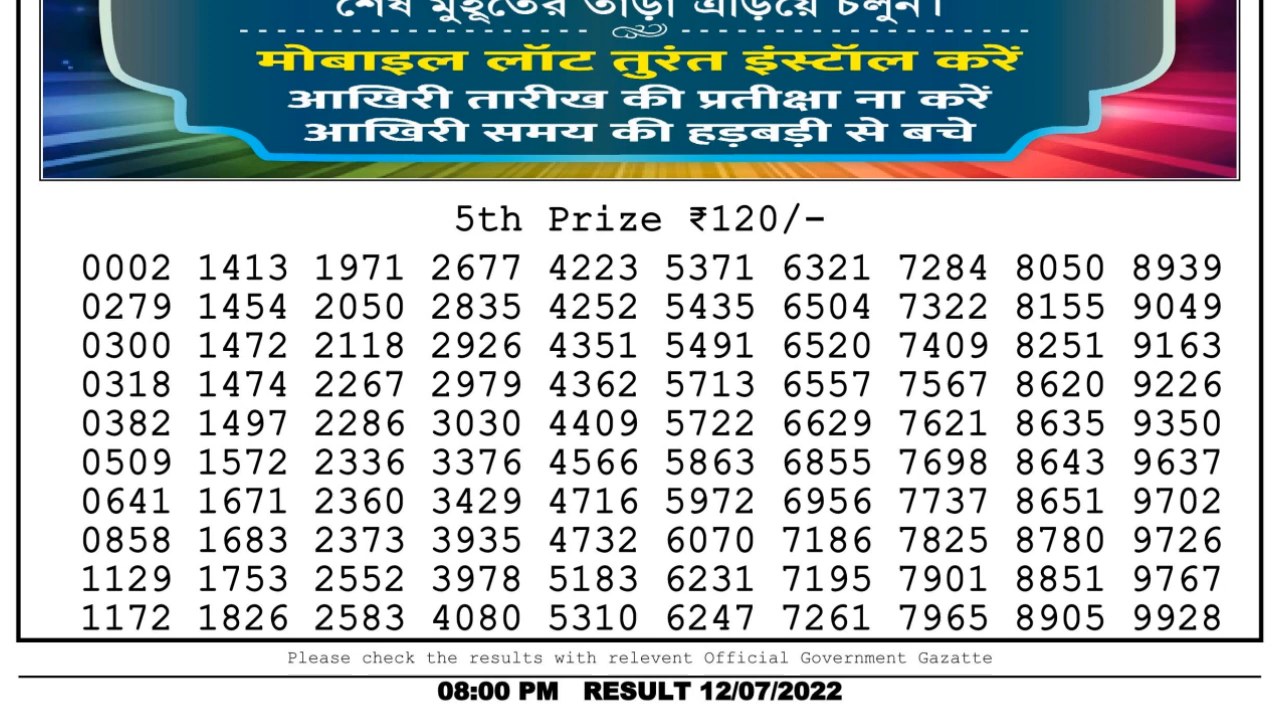 শেষ মুহূর্তের তাড়া এড়িয়ে চলুন।
मोबाइल लॉट तुरंत इंस्टॉल करें
आखिरी तारीख की प्रतीक्षा ना करें
आखिरी समय की हड़बड़ी से बचे
5th Prize ₹120/-
0002 1413 1971 2677 4223 5371 6321 7284 8050 8939
0279 1454 2050 2835 4252 5435 6504 7322 8155 9049
0300 1472 2118 2926 4351 5491 6520 7409 8251 9163
0318 1474 2267 2979 4362 5713 6557 7567 8620 9226
0382 1497 2286 3030 4409 5722 6629 7621 8635 9350
0509 1572 2336 3376 4566 5863 6855 7698 8643 9637
0641 1671 2360 3429 4716 5972 6956 7737 8651 9702
0858 1683 2373 3935 4732 6070 7186 7825 8780 9726
1129 1753 2552 3978 5183 6231 7195 7901 8851 9767
1172 1826 2583 4080 5310 6247 7261 7965 8905 9928
Please check the results with relevent Official Government Gazatte
08:00 PM RESULT 12/07/2022